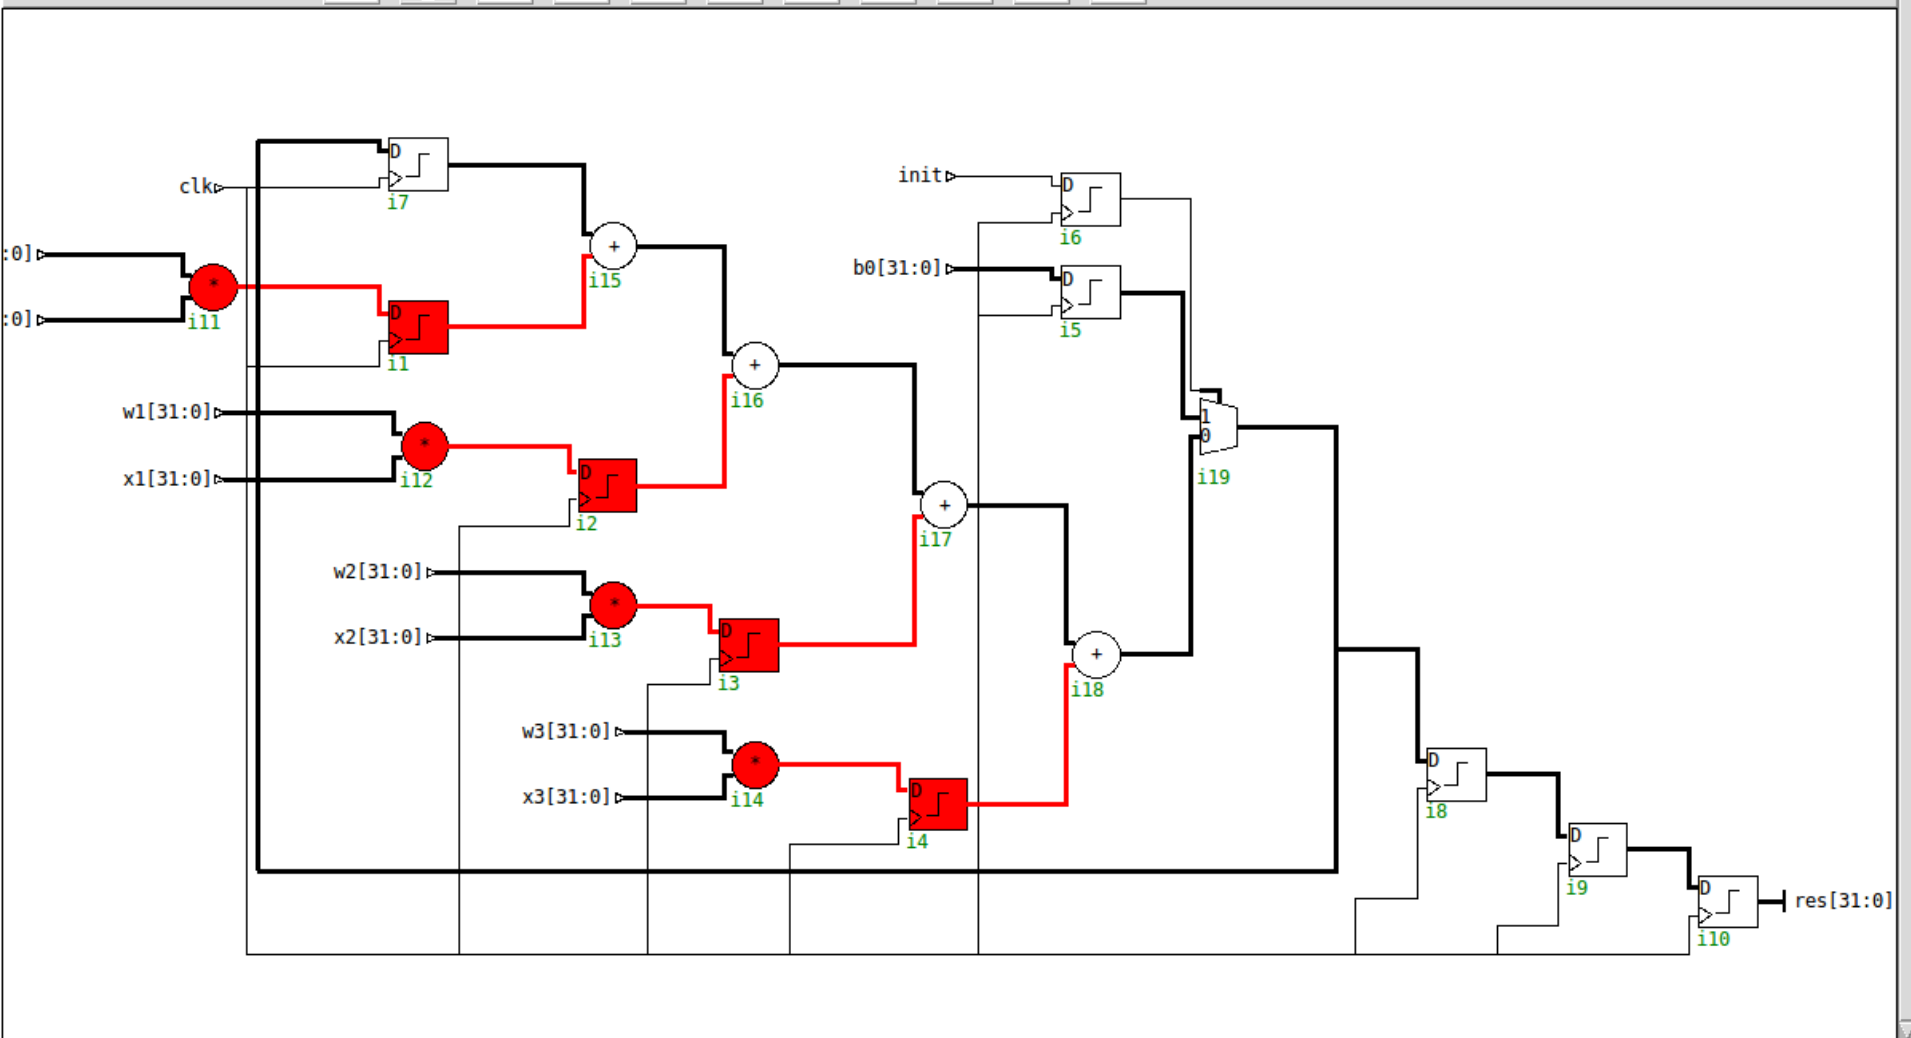 D
i7
clk
:0]
*
i11
:0]
D
i1
+
i15
+
i16
w1[31:0]
*
i12
x1[31:0]
D
i2
w2[31:0]
*
i13
x2[31:0]
D
i3
+
i17
w3[31:0]
*
i14
x3[31:0]
D
i4
+
i18
init
D
i6
b0[31:0]
D
i5
1
0
i19
D
i8
D
i9
D
i10
res[31:0]